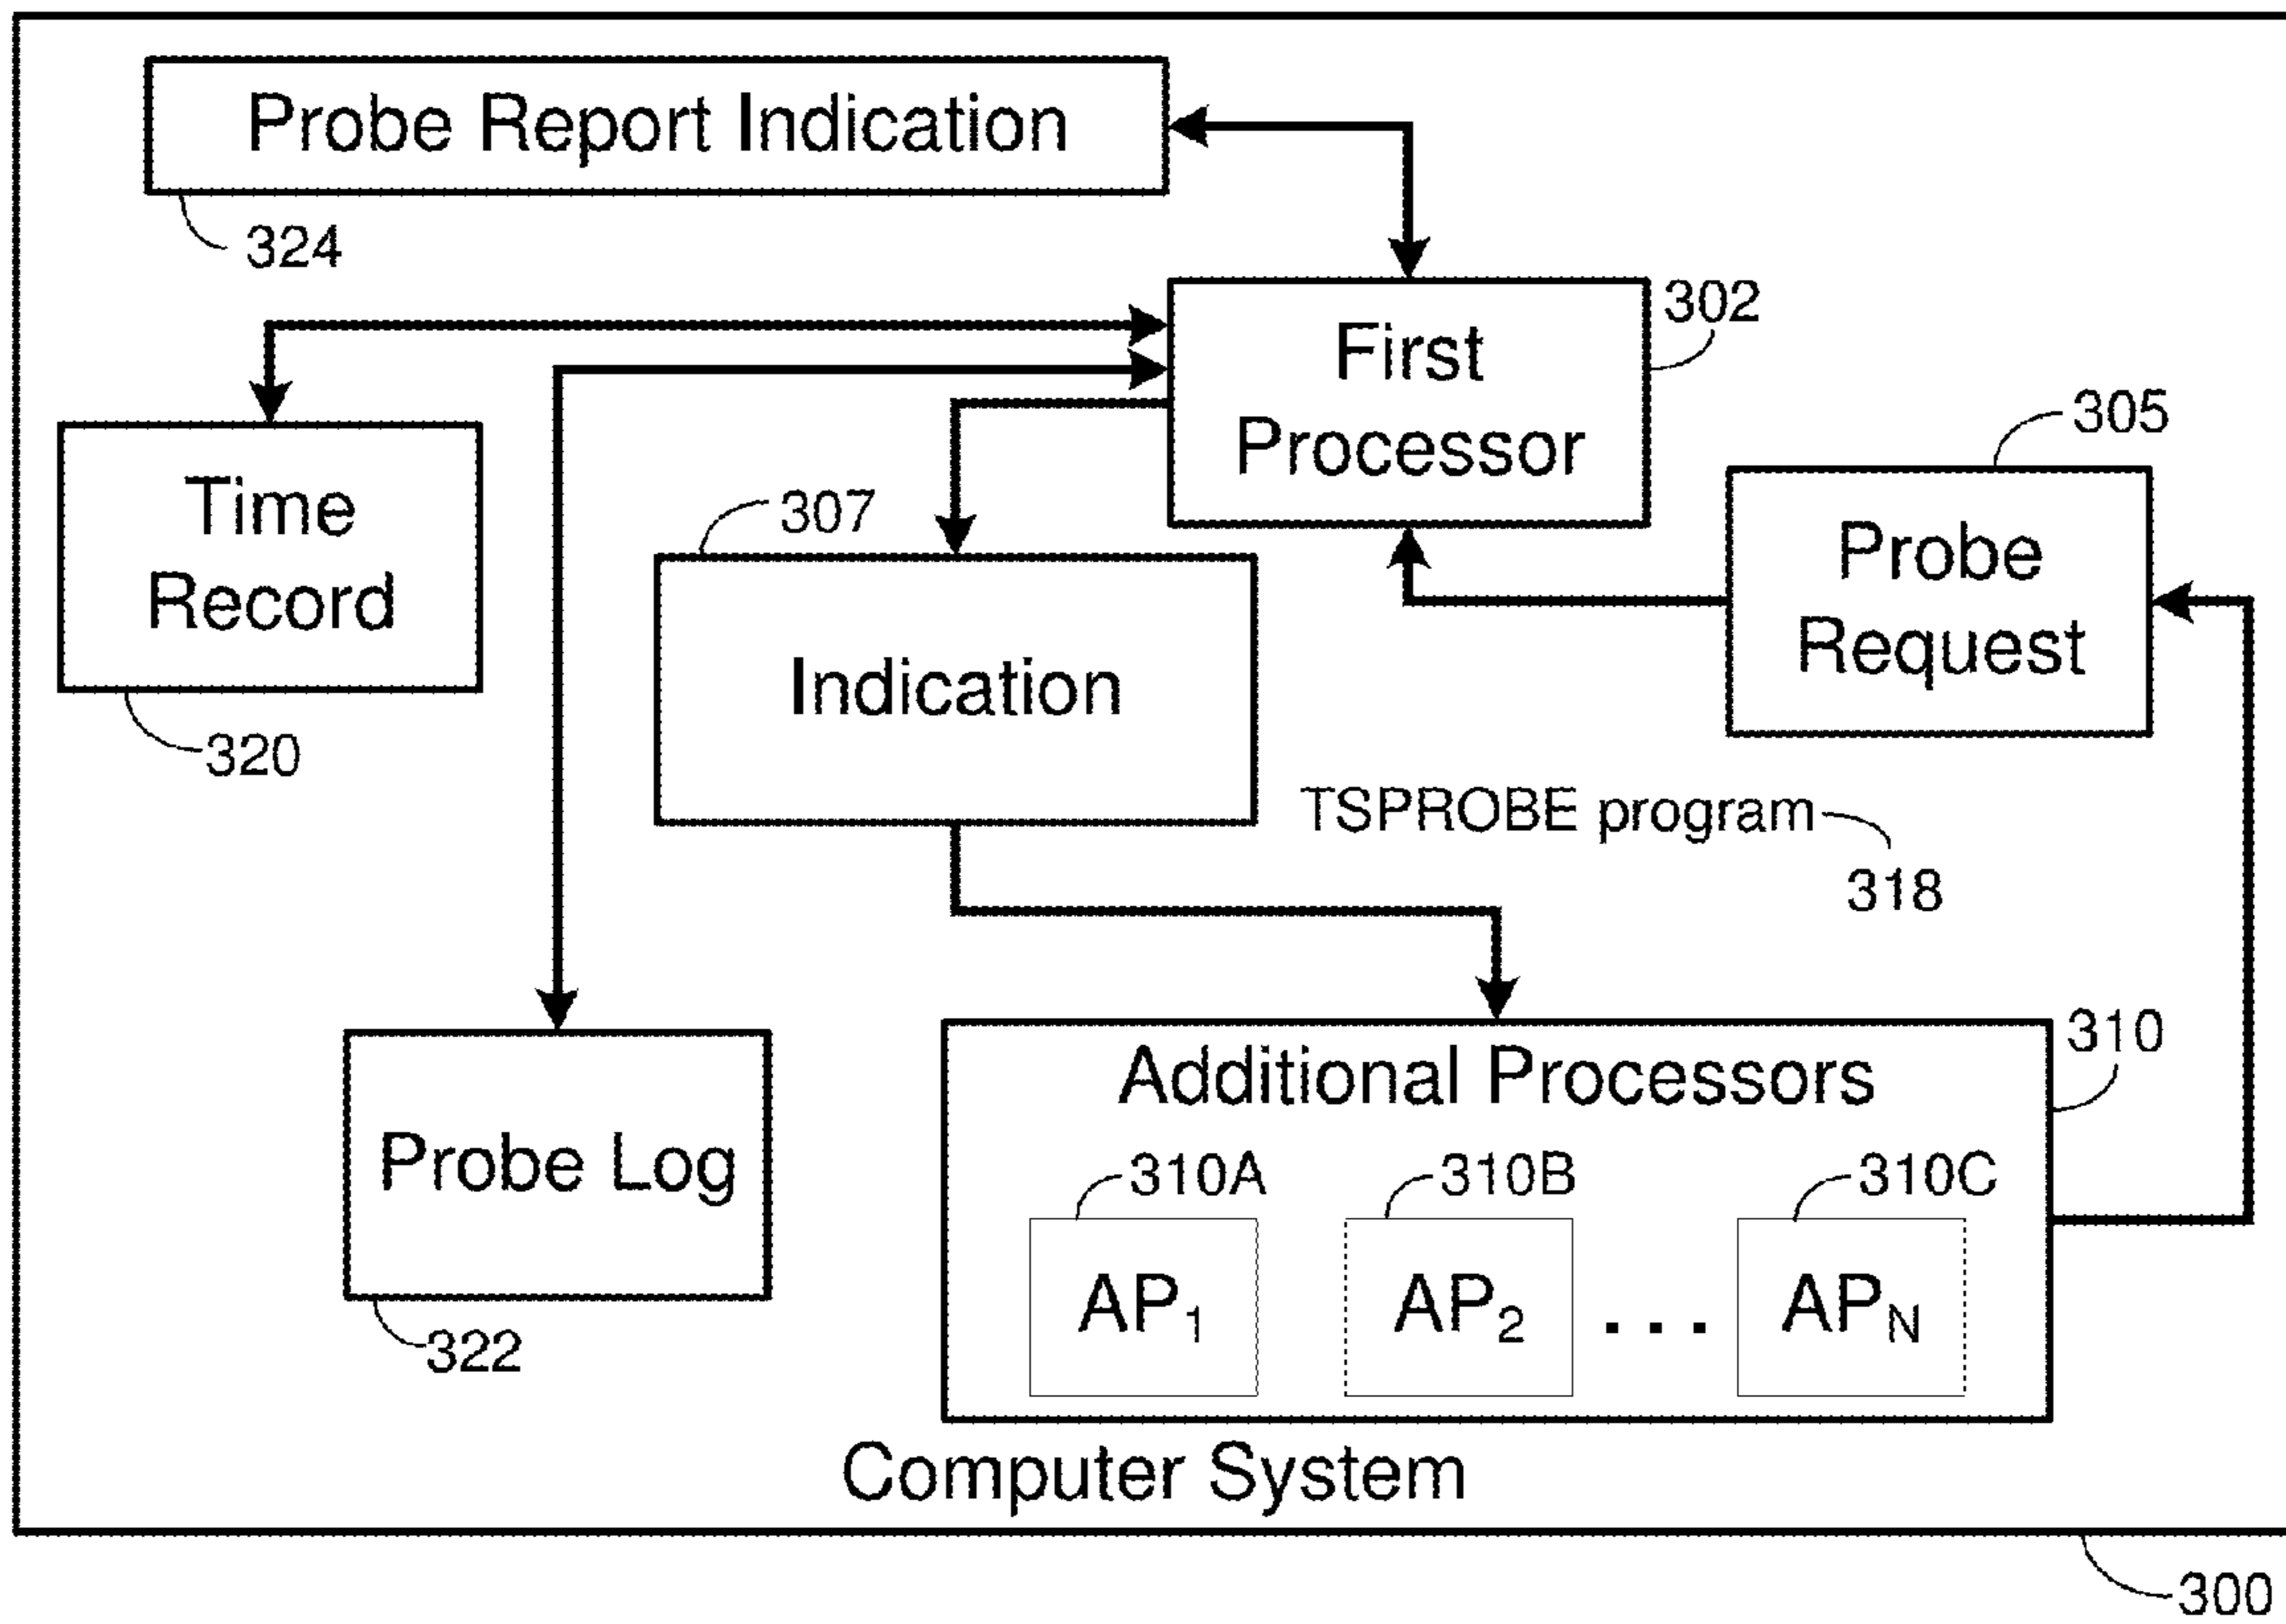 Probe Report Indication
324
302
First
Processor
305
Probe
Request
Time
Record
320
307
Indication
TSPROBE program
318
310
Additional Processors
310A 310B 310C
AP₁ AP₂ ... AP_N
Probe Log
322
Computer System
300